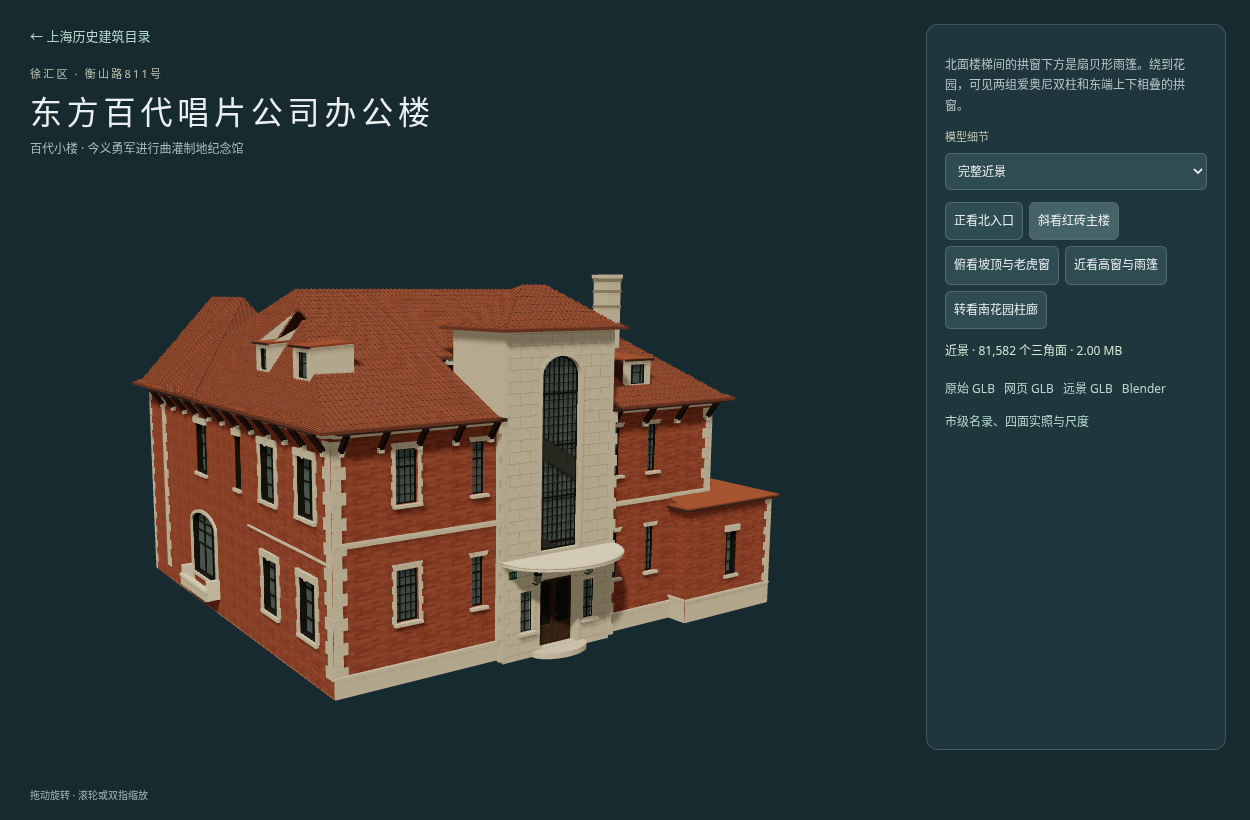 ← 上海历史建筑目录
徐汇区 · 衡山路811号
东方百代唱片公司办公楼
百代小楼 · 今义勇军进行曲灌制地纪念馆
北面楼梯间的拱窗下方是扇贝形雨篷。绕到花
园，可见两组爱奥尼双柱和东端上下相叠的拱
窗。
模型细节
完整近景
正看北入口 斜看红砖主楼
俯看坡顶与老虎窗 近看高窗与雨篷
转看南花园柱廊
近景 · 81,582 个三角面 · 2.00 MB
原始 GLB 网页 GLB 远景 GLB Blender
市级名录、四面实照与尺度
拖动旋转 · 滚轮或双指缩放